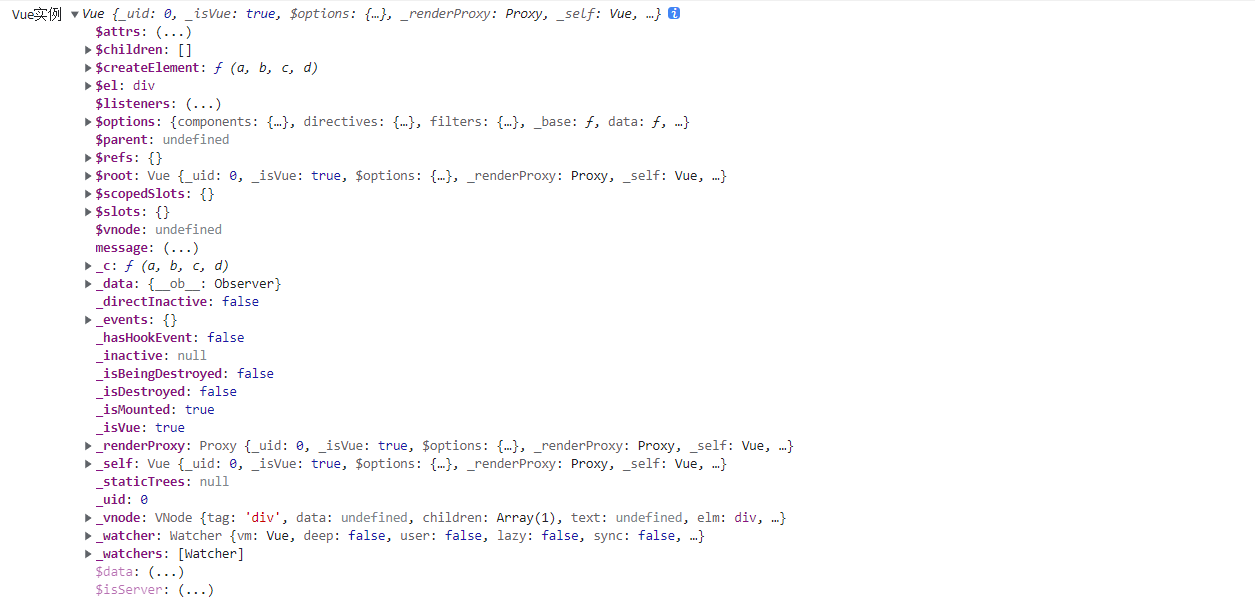 Vue实例 ▼Vue {_uid: 0, _isVue: true, $options: {…}, _renderProxy: Proxy, _self: Vue, …} i
$attrs: (...)
▶$children: []
▶$createElement: ƒ (a, b, c, d)
▶$el: div
$listeners: (...)
▶$options: {components: {…}, directives: {…}, filters: {…}, _base: ƒ, data: ƒ, …}
$parent: undefined
▶$refs: {}
▶$root: Vue {_uid: 0, _isVue: true, $options: {…}, _renderProxy: Proxy, _self: Vue, …}
▶$scopedSlots: {}
▶$slots: {}
$vnode: undefined
message: (...)
▶_c: ƒ (a, b, c, d)
▶_data: {__ob__: Observer}
_directInactive: false
▶_events: {}
_hasHookEvent: false
_inactive: null
_isBeingDestroyed: false
_isDestroyed: false
_isMounted: true
_isVue: true
▶_renderProxy: Proxy {_uid: 0, _isVue: true, $options: {…}, _renderProxy: Proxy, _self: Vue, …}
▶_self: Vue {_uid: 0, _isVue: true, $options: {…}, _renderProxy: Proxy, _self: Vue, …}
_staticTrees: null
_uid: 0
▶_vnode: VNode {tag: 'div', data: undefined, children: Array(1), text: undefined, elm: div, …}
▶_watcher: Watcher {vm: Vue, deep: false, user: false, lazy: false, sync: false, …}
▶_watchers: [Watcher]
$data: (...)
$isServer: (...)